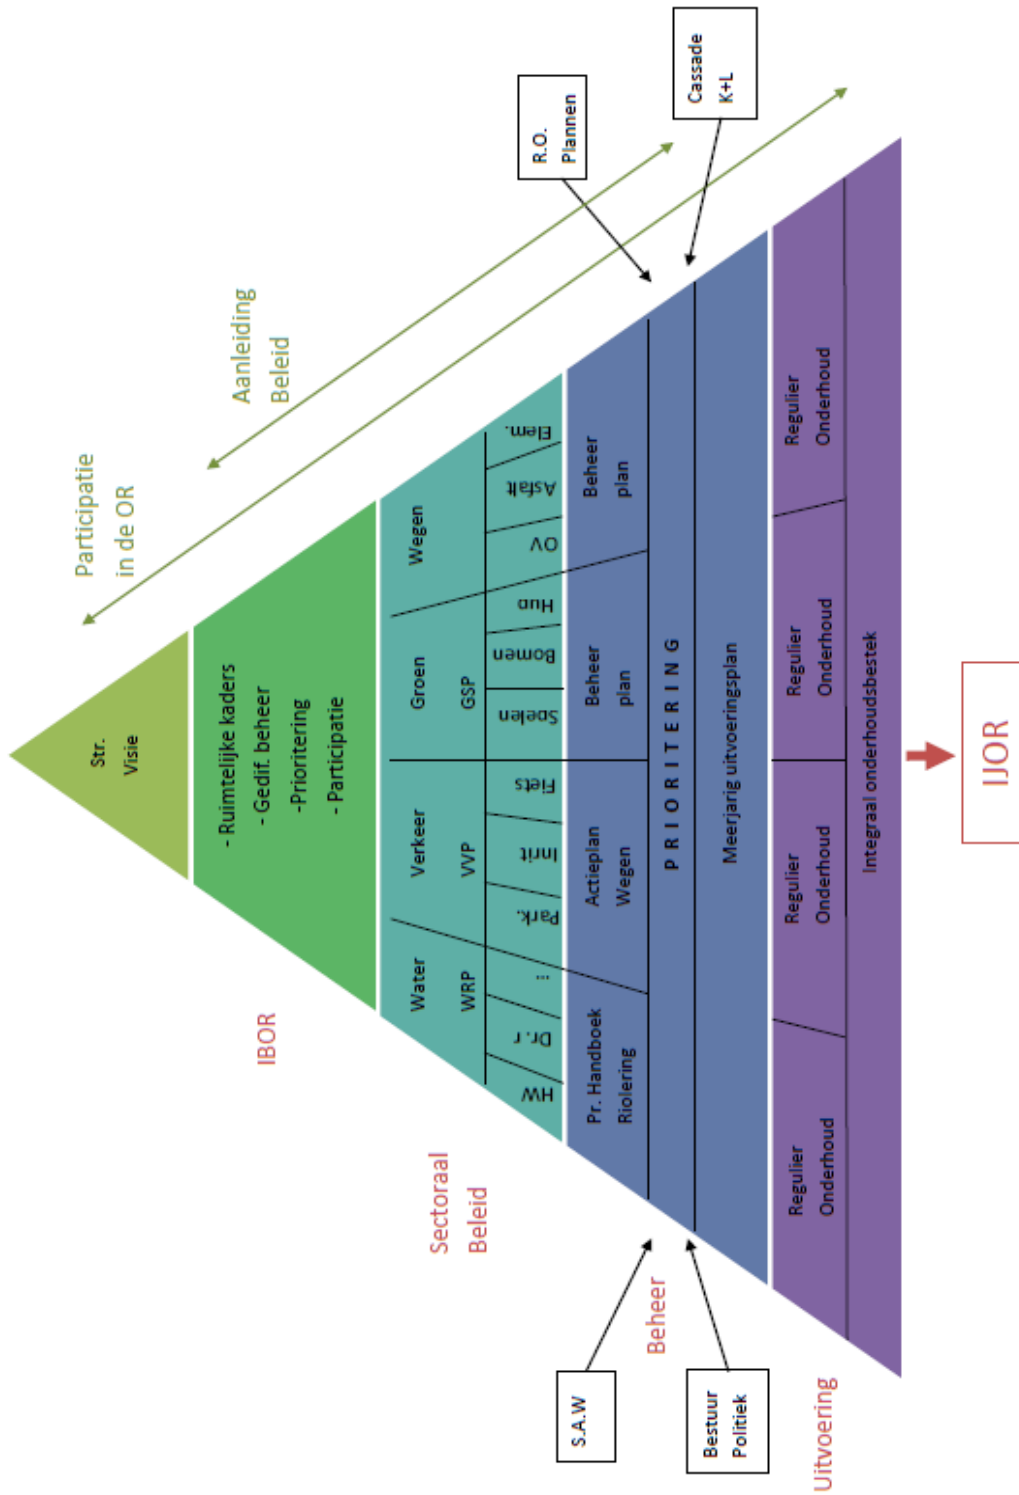 Participatie
in de OR
Aanleiding
Beleid
Str.
Visie
IBOR
- Ruimtelijke kaders
- Gedif. beheer
-Prioritering
- Participatie
Sectoraal
Beleid
Water
WRP
Verkeer
VVP
Groen
GSP
Wegen
HW
Dr. r
Park.
Inrit
Fiets
Spelen
Bomen
Hup
OV
Asfalt
Elem.
R.O.
Plannen
Cassade
K+L
S.A.W
Bestuur
Politiek
Beheer
Pr. Handboek
Riolering
Actieplan
Wegen
Beheer
plan
Beheer
plan
PRIORITERING
Meerjarig uitvoeringsplan
Uitvoering
Regulier
Onderhoud
Regulier
Onderhoud
Regulier
Onderhoud
Regulier
Onderhoud
Integraal onderhoudsbestek
IJOR